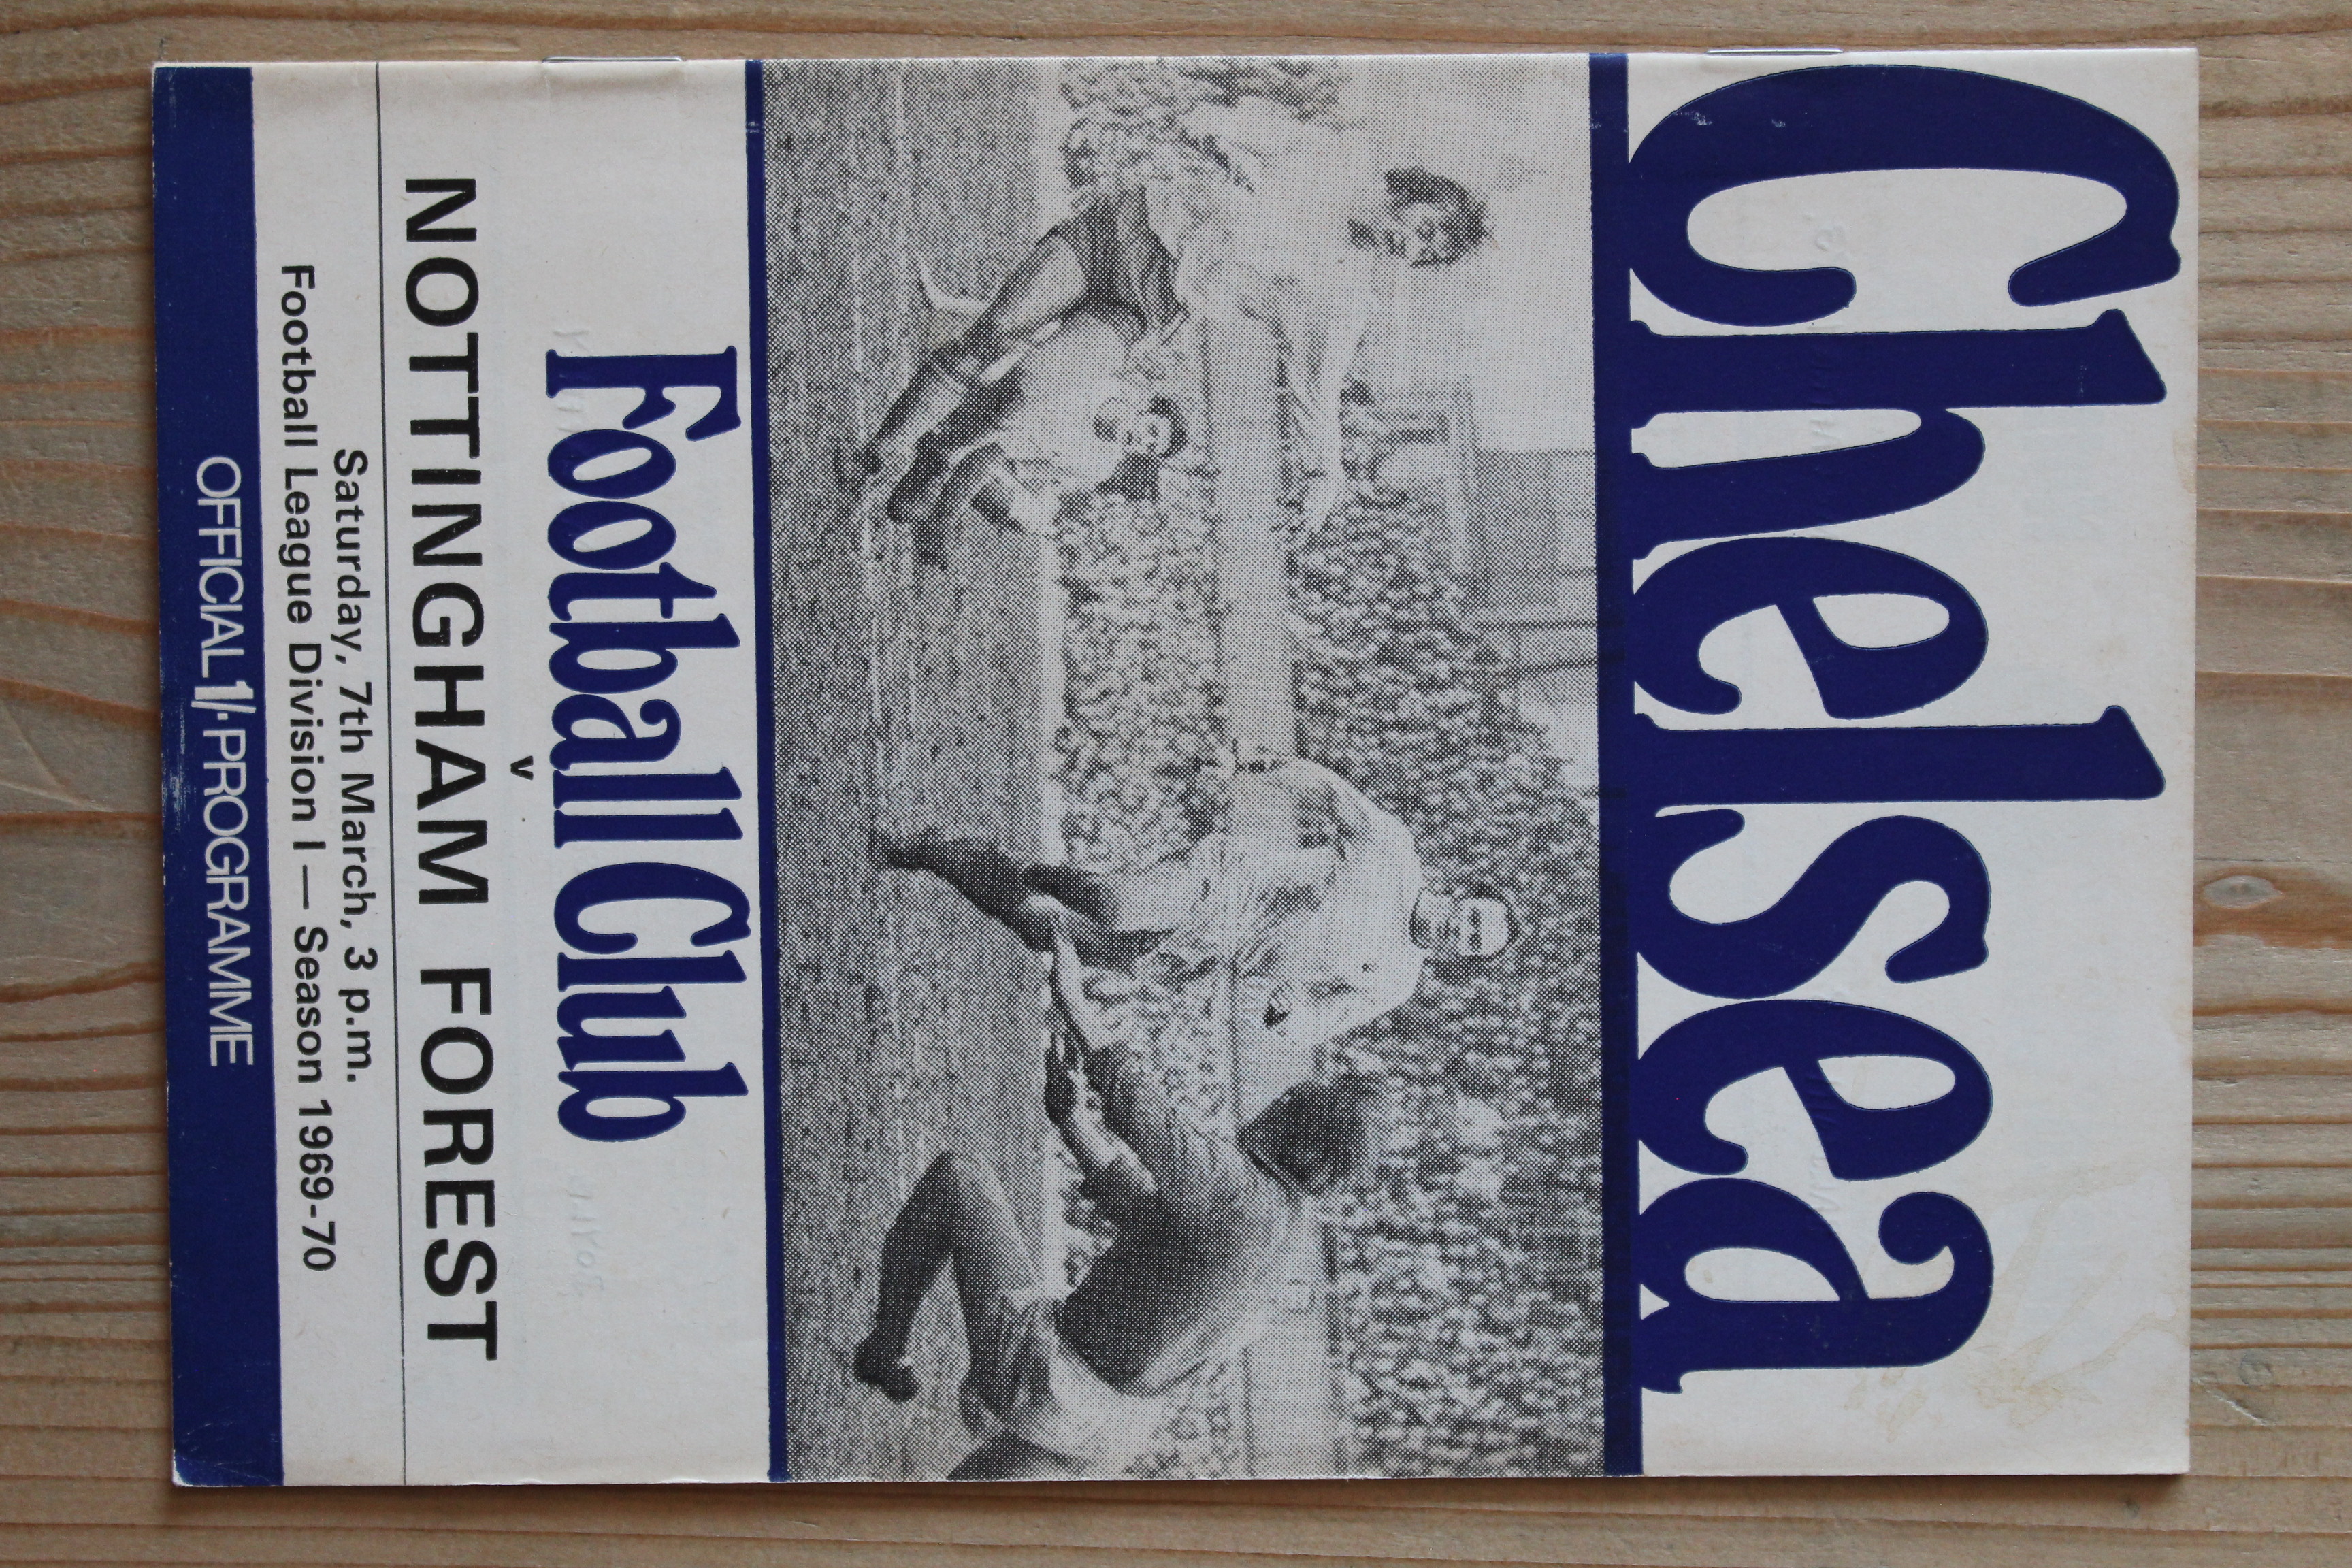 Chelsea
Football Club
v
NOTTINGHAM FOREST
Saturday, 7th March, 3 p.m.
Football League Division I — Season 1969-70
OFFICIAL 1/- PROGRAMME